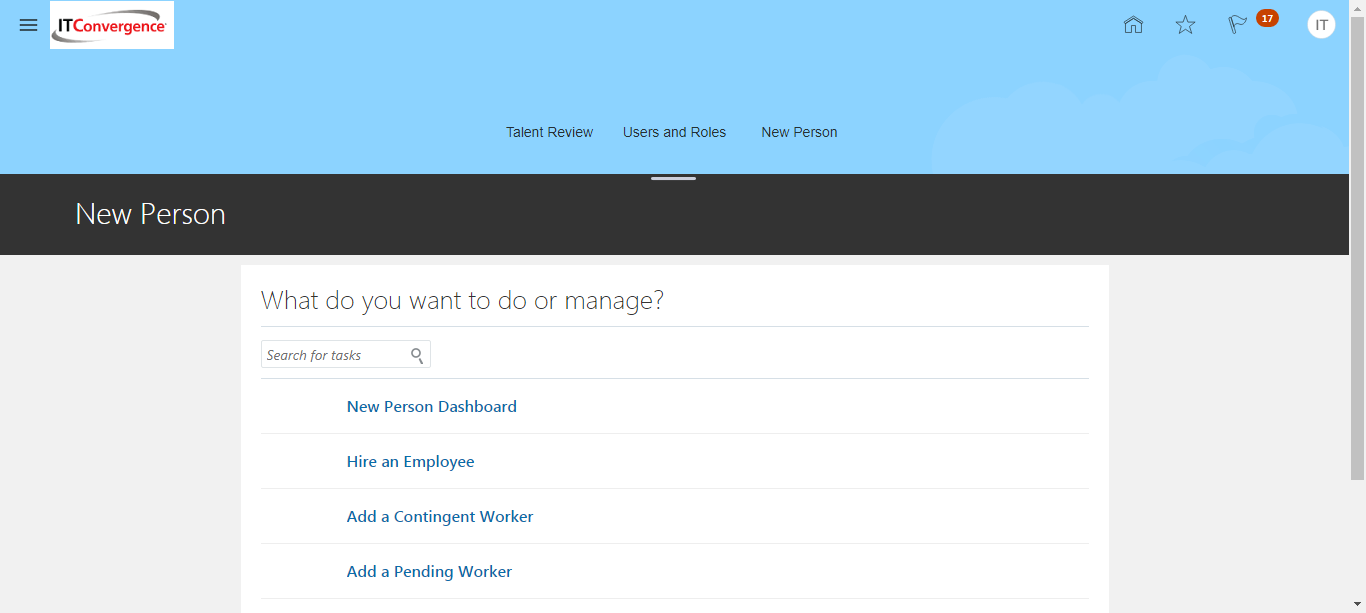 ITConvergence
17
IT
Talent Review Users and Roles New Person
New Person
What do you want to do or manage?
Search for tasks
New Person Dashboard
Hire an Employee
Add a Contingent Worker
Add a Pending Worker